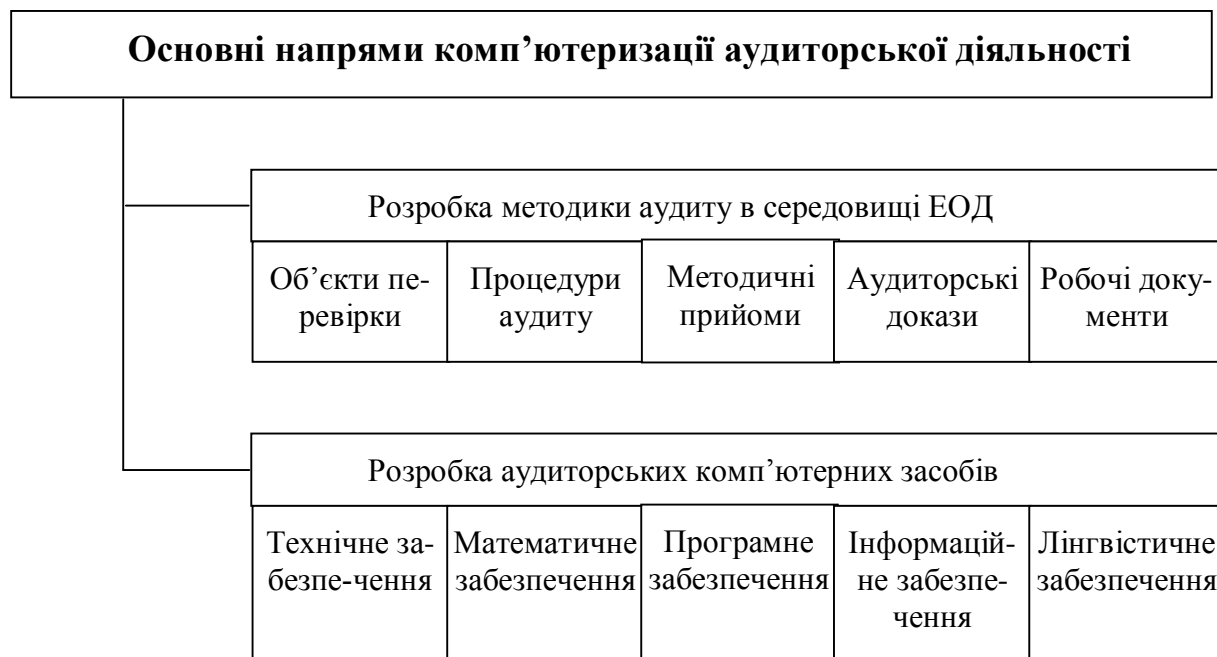 Основні напрями комп’ютеризації аудиторської діяльності
Розробка методики аудиту в середовищі ЕОД
Об’єкти пе-
ревірки
Процедури
аудиту
Методичні
прийоми
Аудиторські
докази
Робочі доку-
менти
Розробка аудиторських комп’ютерних засобів
Технічне за-
безпе-чення
Математичне
забезпечення
Програмне
забезпечення
Інформацій-
не забезпе-
чення
Лінгвістичне
забезпечення